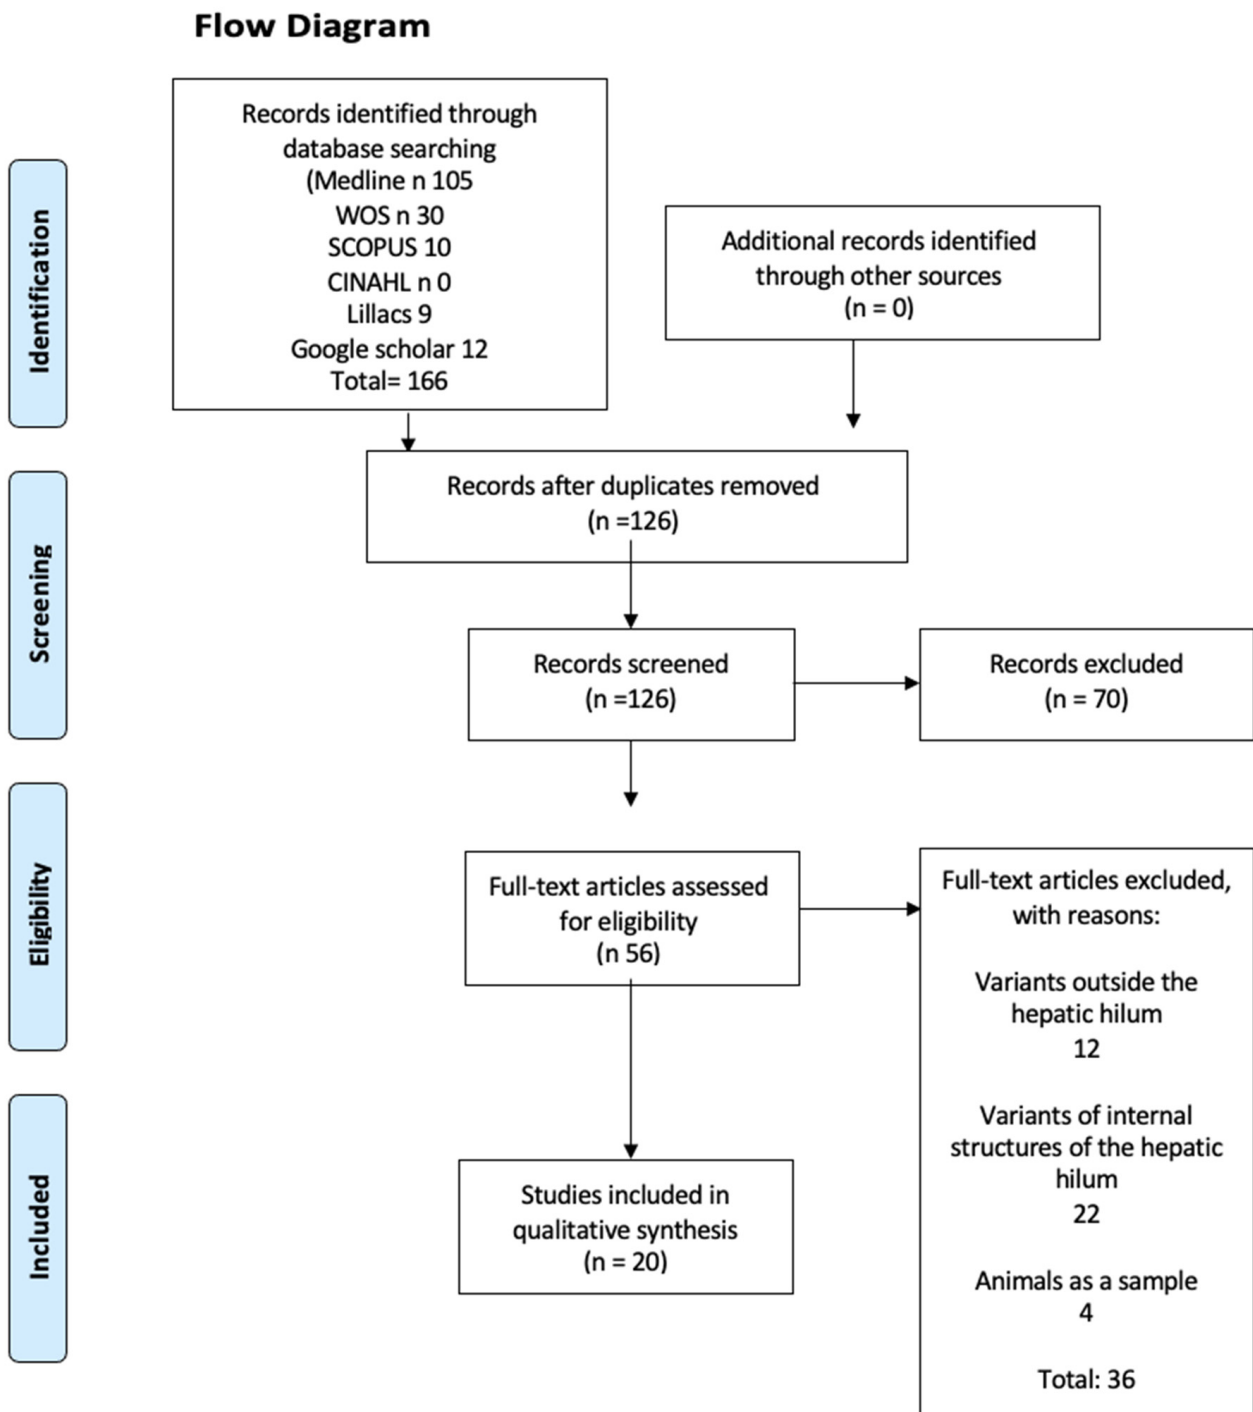 Flow Diagram
Identification
Records identified through
database searching
(Medline n 105
WOS n 30
SCOPUS 10
CINAHL n 0
Lillacs 9
Google scholar 12
Total= 166
Additional records identified
through other sources
(n = 0)
Screening
Records after duplicates removed
(n =126)
Records screened
(n =126)
Records excluded
(n = 70)
Eligibility
Full-text articles assessed
for eligibility
(n 56)
Full-text articles excluded,
with reasons:
Variants outside the
hepatic hilum
12
Variants of internal
structures of the hepatic
hilum
22
Animals as a sample
4
Total: 36
Included
Studies included in
qualitative synthesis
(n = 20)